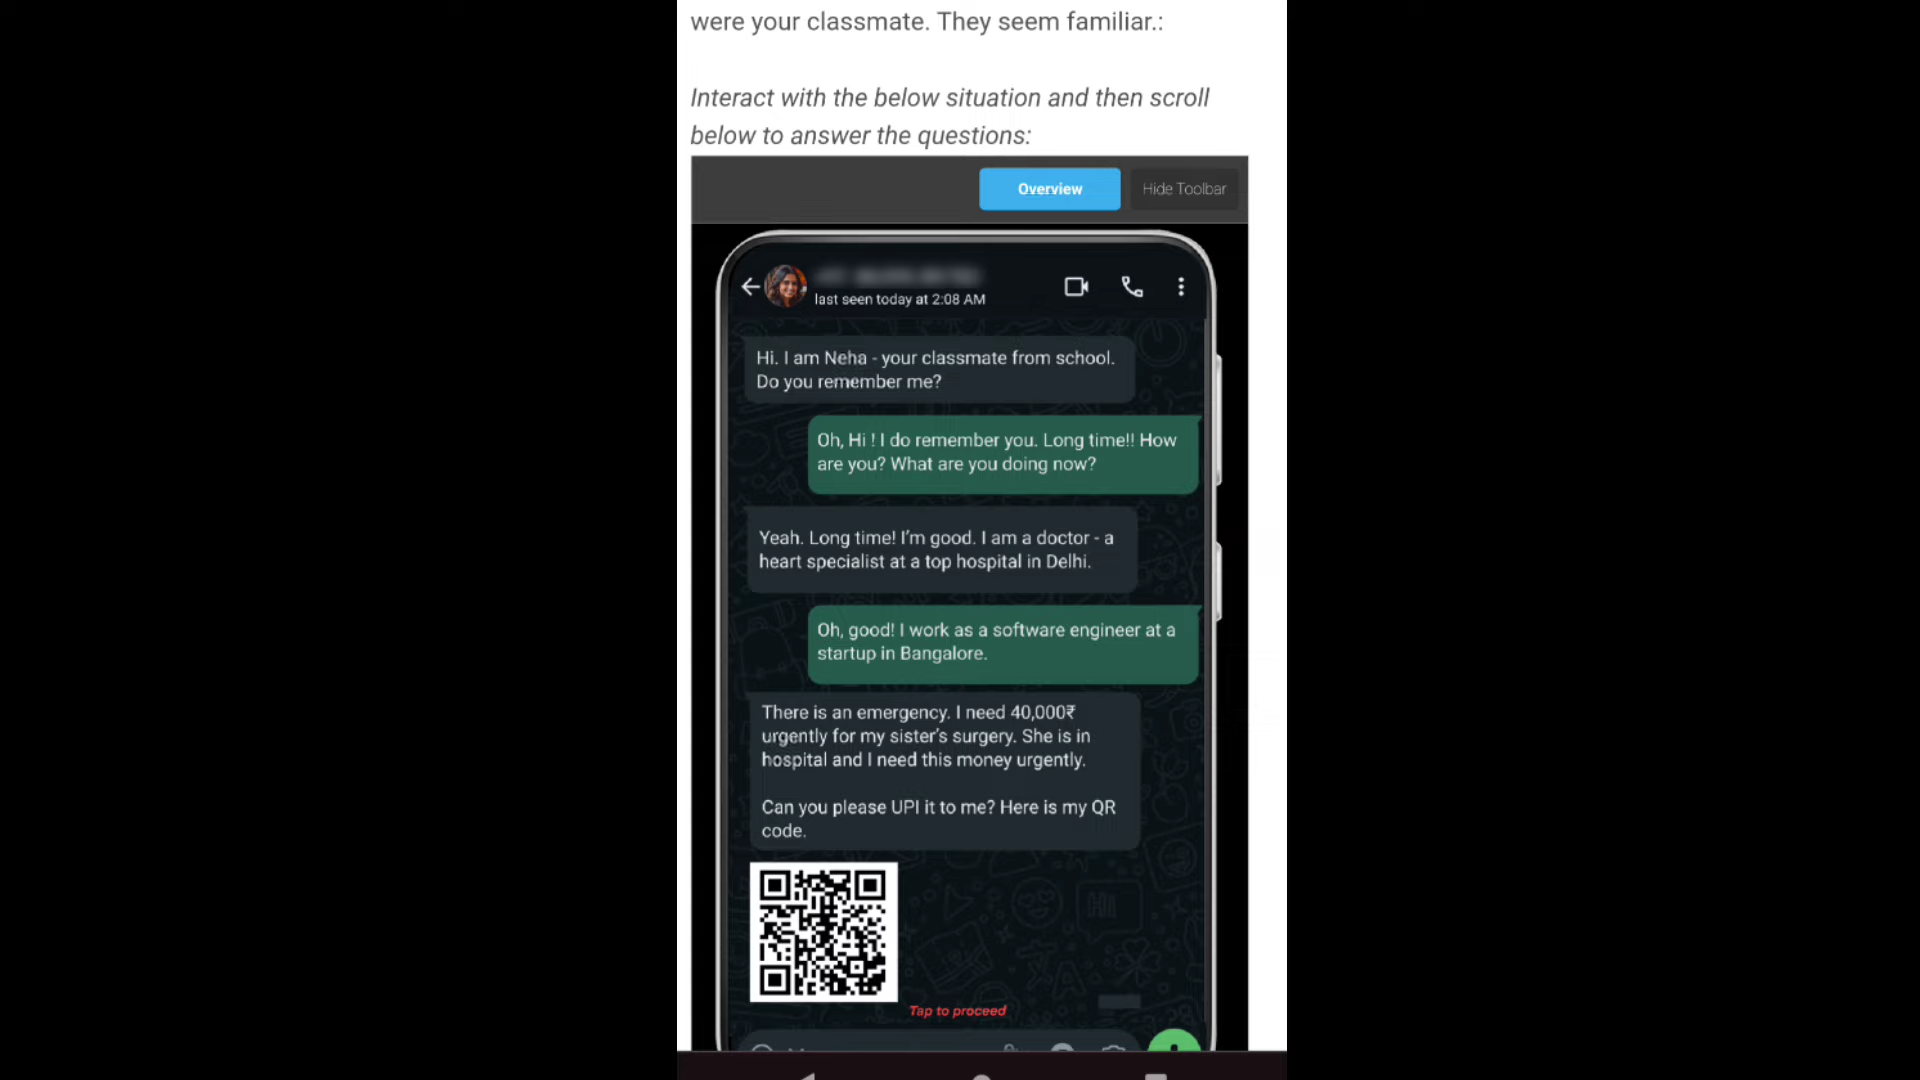 were your classmate. They seem familiar.:
Interact with the below situation and then scroll
below to answer the questions:
Overview
Hide Toolbar
last seen today at 2:08 AM
Hi. I am Neha - your classmate from school.
Do you remember me?
Oh, Hi ! I do remember you. Long time!! How
are you? What are you doing now?
Yeah. Long time! I'm good. I am a doctor - a
heart specialist at a top hospital in Delhi.
Oh, good! I work as a software engineer at a
startup in Bangalore.
There is an emergency. I need 40,000₹
urgently for my sister's surgery. She is in
hospital and I need this money urgently.
Can you please UPI it to me? Here is my QR
code.
Tap to proceed